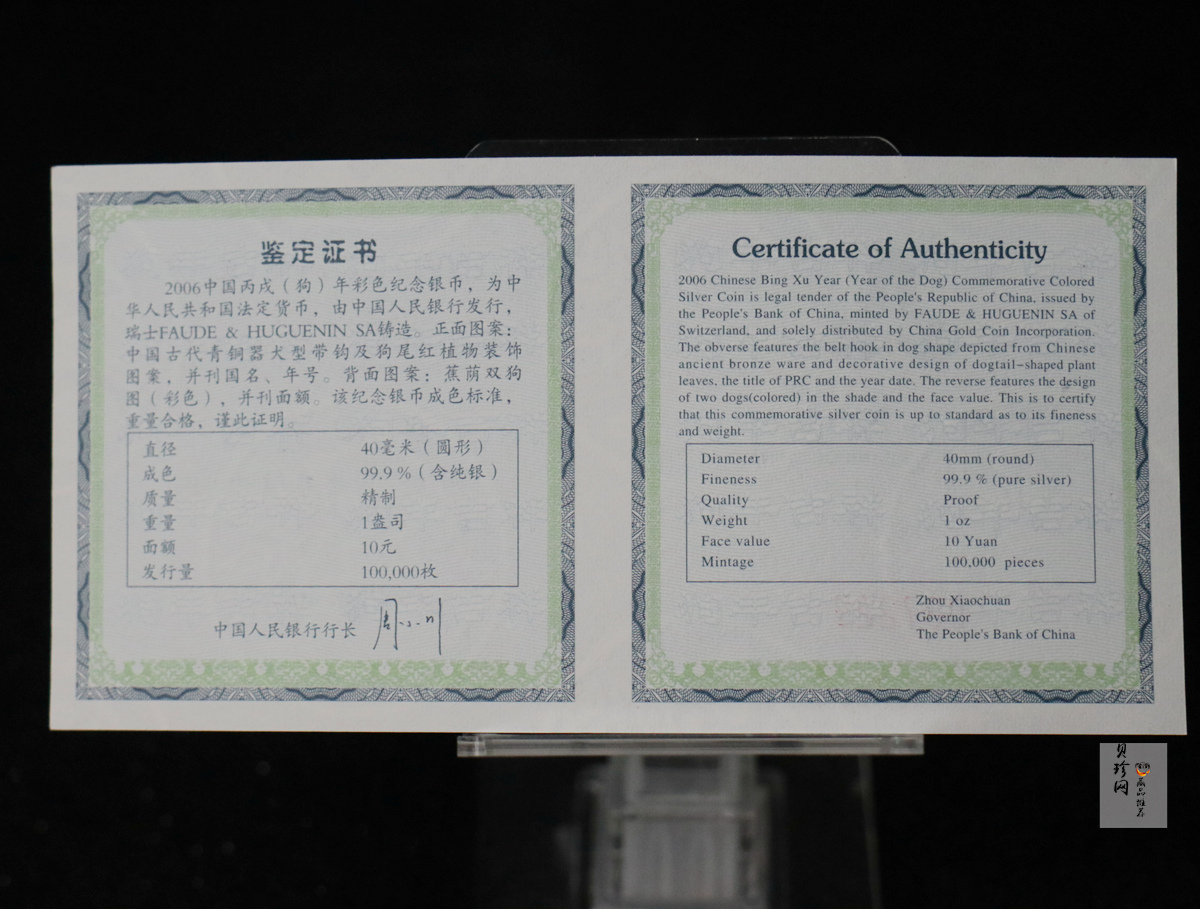 鉴定证书
2006中国丙戌（狗）年彩色纪念银币，为中
华人民共和国法定货币，由中国人民银行发行，
瑞士FAUDE & HUGUENIN SA铸造。正面图案：
中国古代青铜器犬型带钩及狗尾红植物装饰
图案，并刊国名、年号。背面图案：蕉荫双狗
图（彩色），并刊面额。该纪念银币成色标准，
重量合格，谨此证明。
直径 40毫米（圆形）
成色 99.9％（含纯银）
质量 精制
重量 1盎司
面额 10元
发行量 100,000枚
中国人民银行行长 周小川
Certificate of Authenticity
2006 Chinese Bing Xu Year (Year of the Dog) Commemorative Colored
Silver Coin is legal tender of the People's Republic of China, issued by
the People's Bank of China, minted by FAUDE & HUGUENIN SA of
Switzerland, and solely distributed by China Gold Coin Incorporation.
The obverse features the belt hook in dog shape depicted from Chinese
ancient bronze ware and decorative design of dogtail-shaped plant
leaves, the title of PRC and the year date. The reverse features the design
of two dogs(colored) in the shade and the face value. This is to certify
that this commemorative silver coin is up to standard as to its fineness
and weight.
Diameter 40mm (round)
Fineness 99.9 % (pure silver)
Quality Proof
Weight 1 oz
Face value 10 Yuan
Mintage 100,000 pieces
Zhou Xiaochuan
Governor
The People's Bank of China
贝珍网
藏品推荐